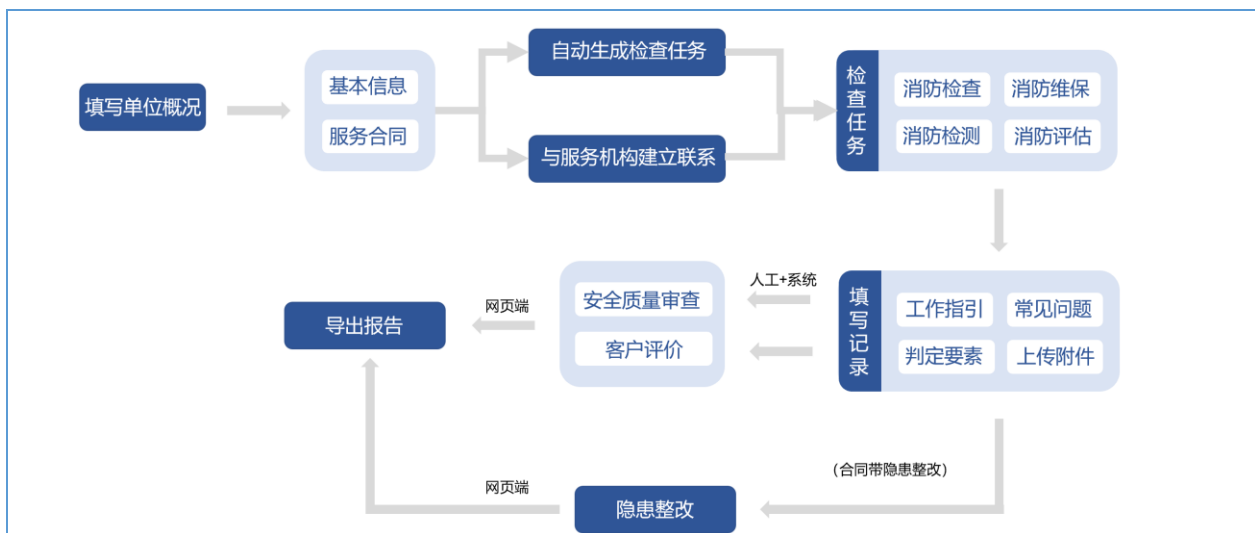 填写单位概况
基本信息
服务合同
自动生成检查任务
与服务机构建立联系
检查任务
消防检查
消防维保
消防检测
消防评估
填写记录
工作指引
常见问题
判定要素
上传附件
人工+系统
安全质量审查
客户评价
网页端
导出报告
（合同带隐患整改）
隐患整改
网页端